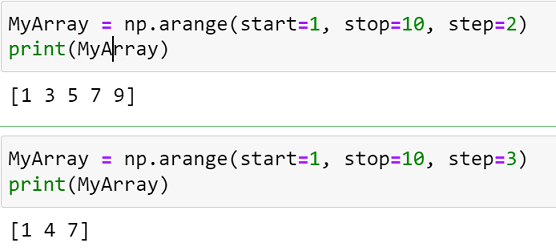 MyArray = np.arange(start=1, stop=10, step=2)
print(MyArray)
[1 3 5 7 9]
MyArray = np.arange(start=1, stop=10, step=3)
print(MyArray)
[1 4 7]